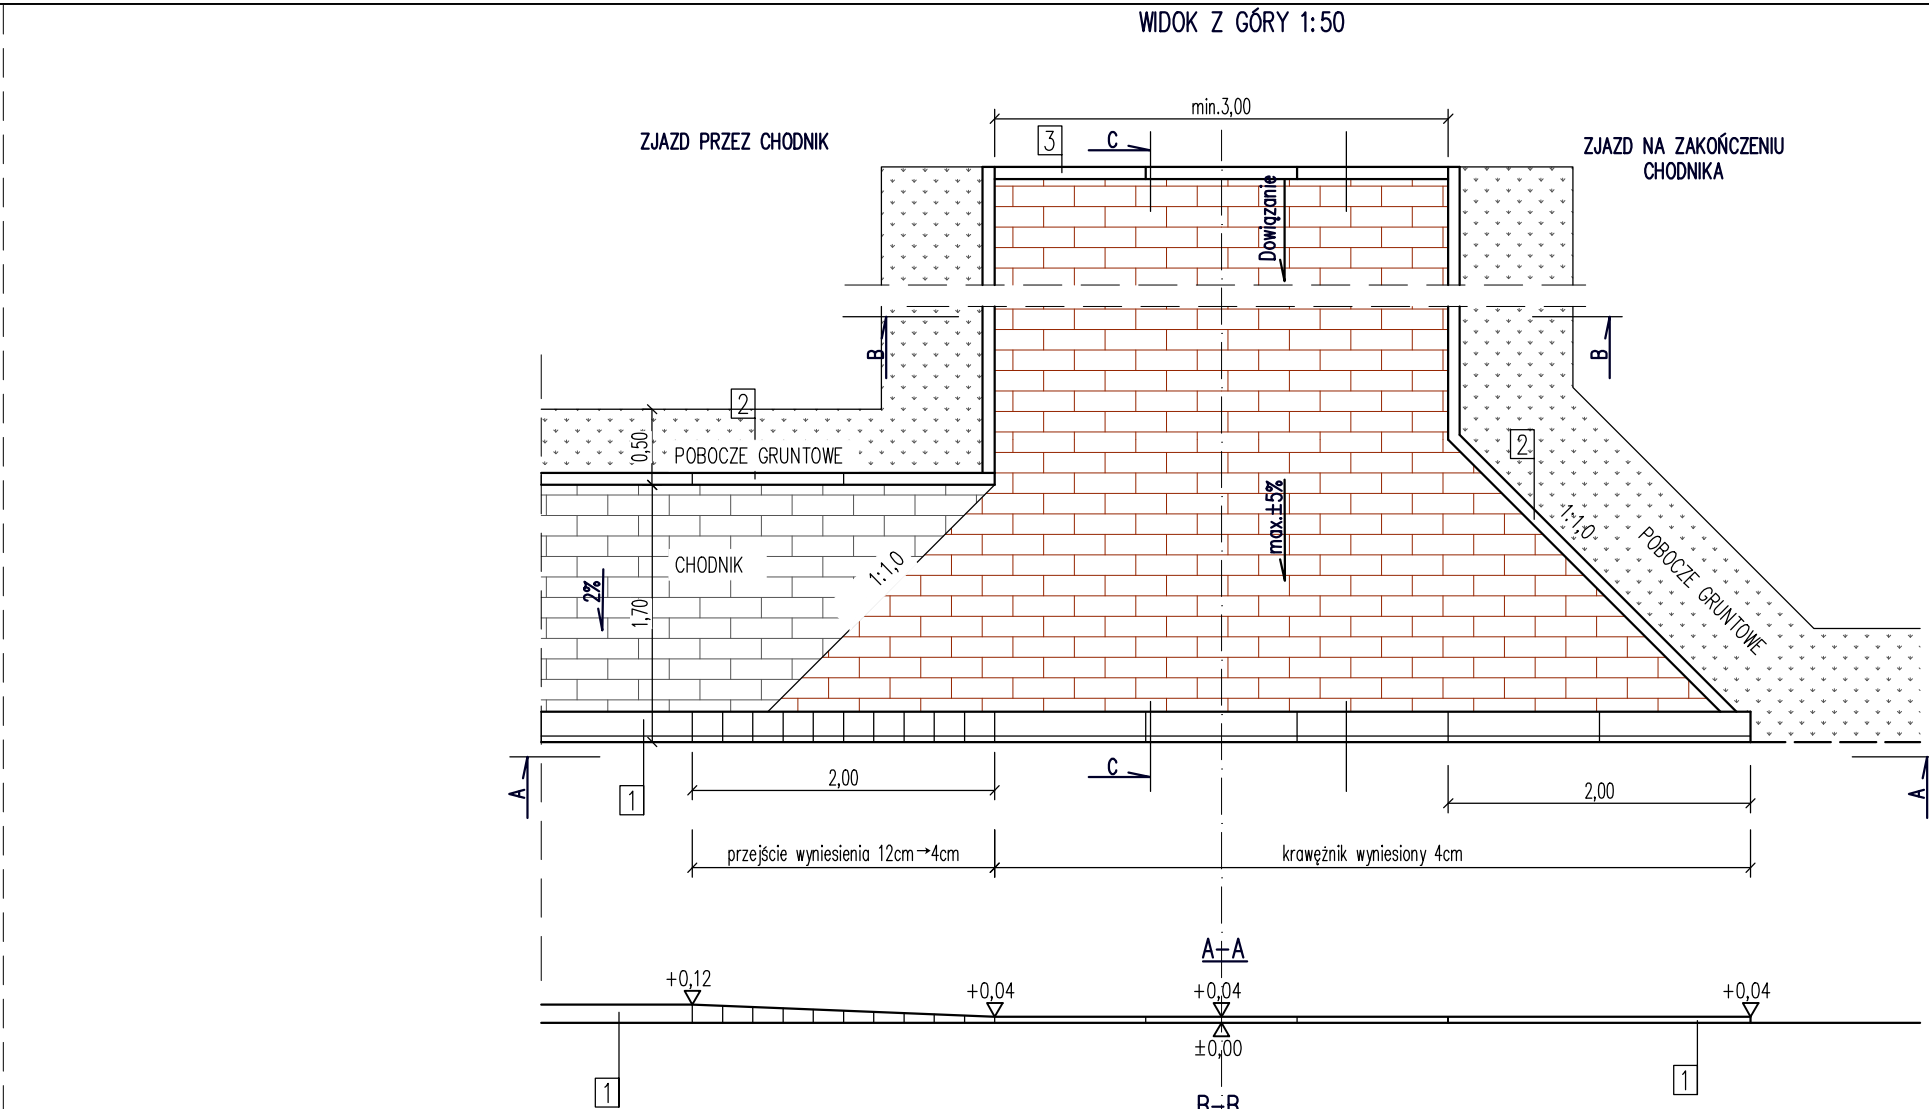 WIDOK Z GÓRY 1:50
min.3,00
ZJAZD PRZEZ CHODNIK
3
C
ZJAZD NA ZAKOŃCZENIU
CHODNIKA
Dowiązanie
B
B
2
0,50
POBOCZE GRUNTOWE
2
max.±5%
1:1,0
POBOCZE GRUNTOWE
CHODNIK
1:1,0
2%
1,70
A
1
2,00
C
2,00
A
przejście wyniesienia 12cm→4cm
krawężnik wyniesiony 4cm
A-A
+0,12
+0,04
+0,04
+0,04
±0,00
1
1
B-B